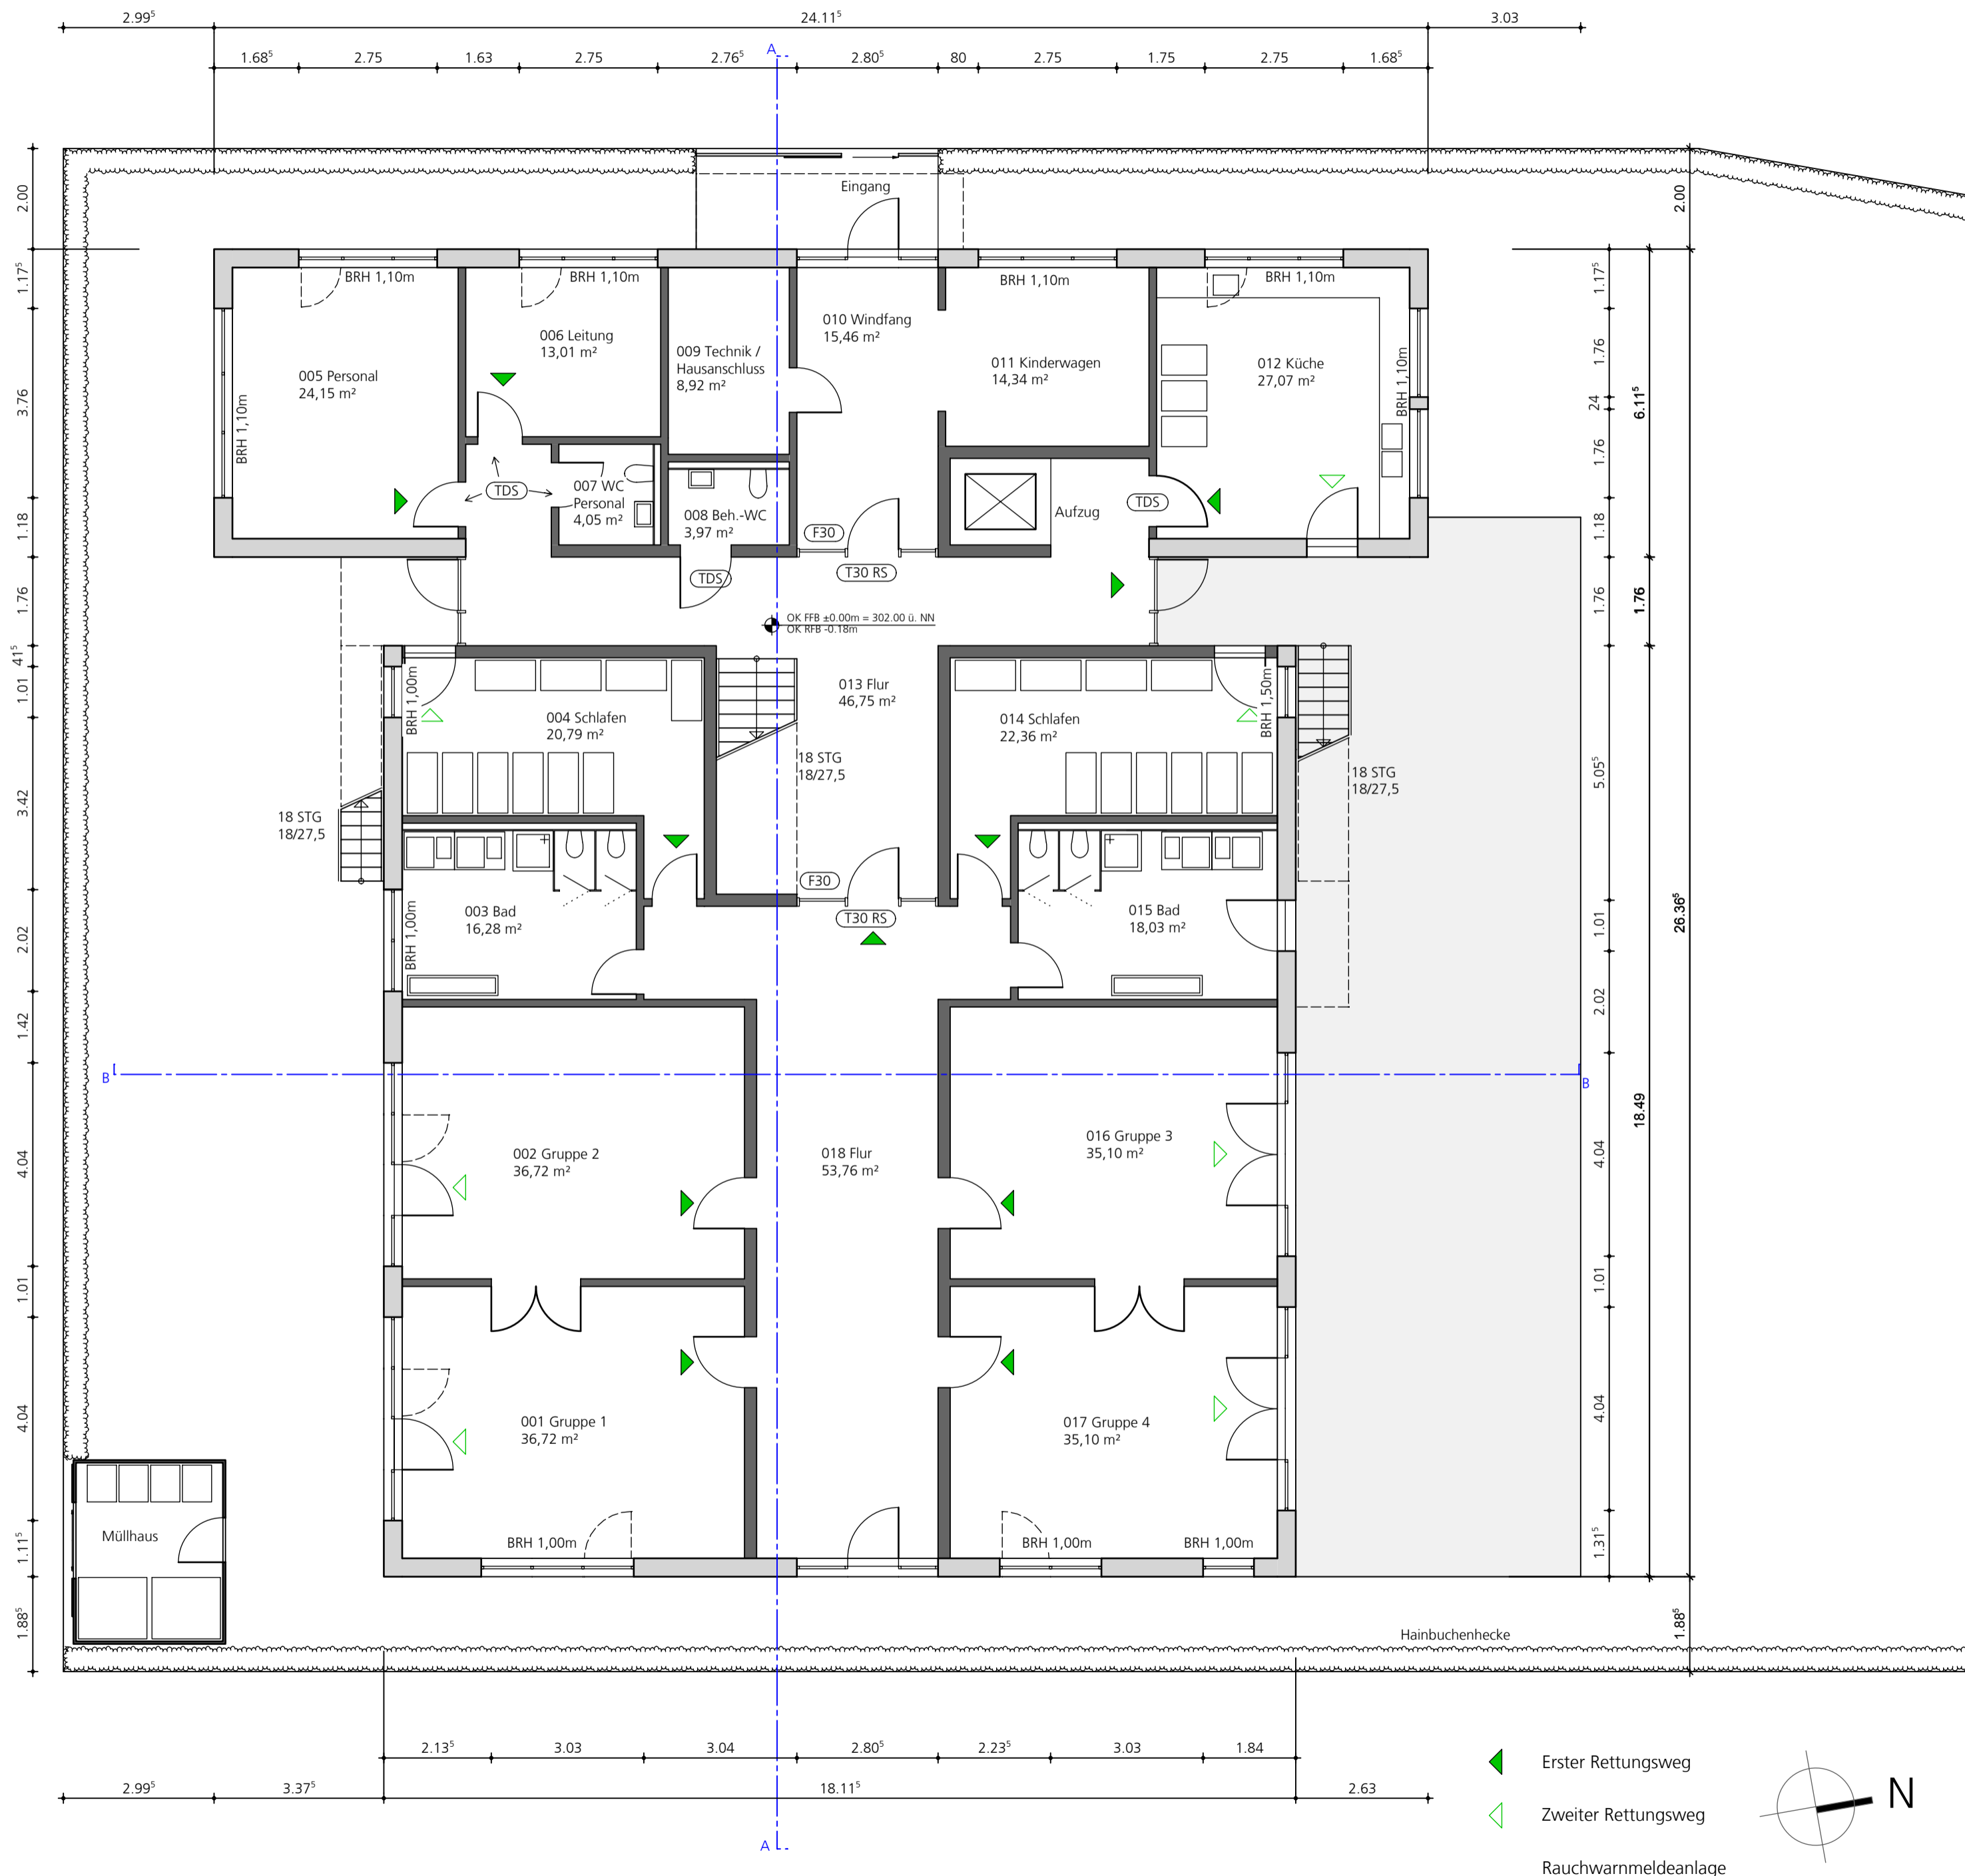 2.99⁵ 24.11⁵ 3.03
1.68⁵ 2.75 1.63 2.75 2.76⁵ A 2.80⁵ 80 2.75 1.75 2.75 1.68⁵
Eingang
2.00
2.00
BRH 1,10m
BRH 1,10m
BRH 1,10m
BRH 1,10m
1.17⁵
3.76
1.18
1.76
41⁵
1.01
3.42
2.02
1.42
4.04
1.01
4.04
1.11⁵
1.88⁵
005 Personal
24,15 m²
BRH 1,10m
006 Leitung
13,01 m²
009 Technik /
Hausanschluss
8,92 m²
010 Windfang
15,46 m²
011 Kinderwagen
14,34 m²
012 Küche
27,07 m²
BRH 1,10m
TDS
007 WC
Personal
4,05 m²
008 Beh.-WC
3,97 m²
F30
Aufzug
TDS
TDS
T30 RS
OK FFB ±0.00m = 302.00 ü. NN
OK RFB -0.18m
1.17⁵
1.76
24
1.76
1.18
1.76
5.05⁵
1.01
2.02
4.04
1.01
4.04
1.31⁵
6.11⁵
1.76
18.49
26.36⁵
1.88⁵
BRH 1,00m
004 Schlafen
20,79 m²
013 Flur
46,75 m²
014 Schlafen
22,36 m²
BRH 1,50m
18 STG
18/27,5
18 STG
18/27,5
18 STG
18/27,5
F30
T30 RS
BRH 1,00m
003 Bad
16,28 m²
015 Bad
18,03 m²
B
B
002 Gruppe 2
36,72 m²
018 Flur
53,76 m²
016 Gruppe 3
35,10 m²
001 Gruppe 1
36,72 m²
017 Gruppe 4
35,10 m²
BRH 1,00m
BRH 1,00m
BRH 1,00m
Müllhaus
Hainbuchenhecke
2.13⁵ 3.03 3.04 2.80⁵ 2.23⁵ 3.03 1.84
2.99⁵ 3.37⁵ 18.11⁵ 2.63
A
Erster Rettungsweg
Zweiter Rettungsweg
Rauchwarnmeldeanlage
N